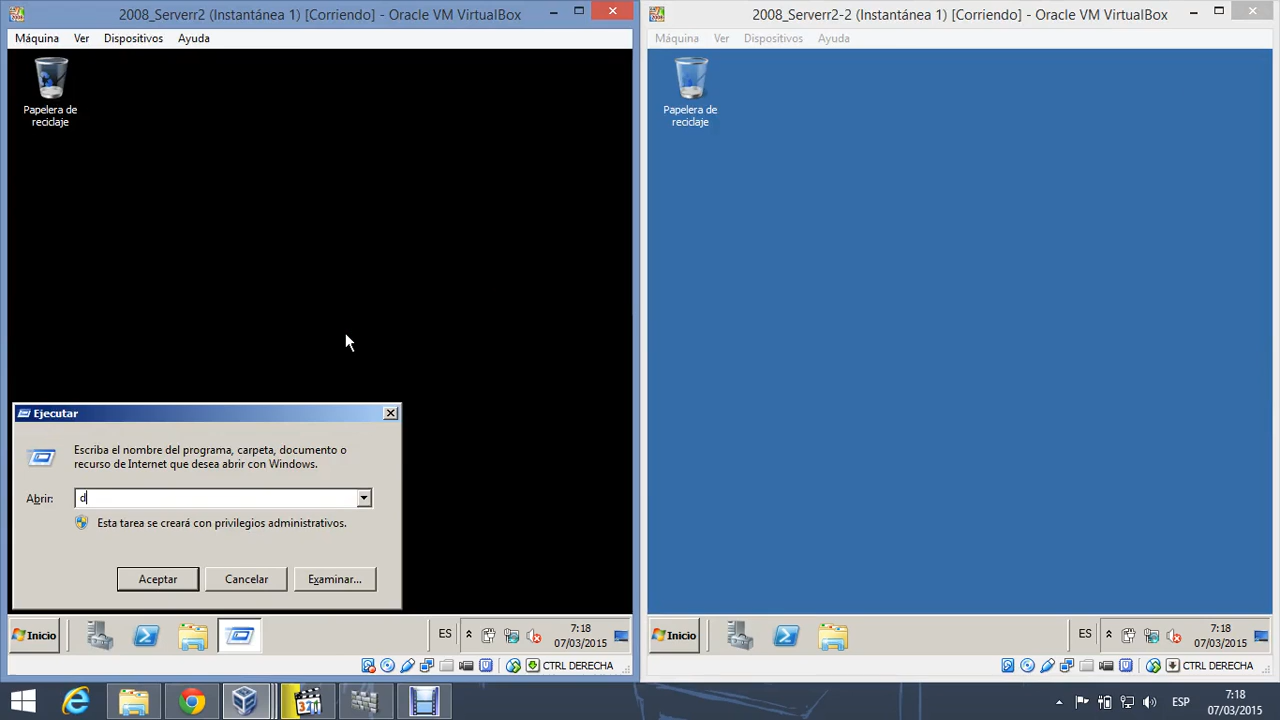 2008_Serverr2 (Instantánea 1) [Corriendo] - Oracle VM VirtualBox
Máquina Ver Dispositivos Ayuda
Papelera de
reciclaje
Ejecutar
Escriba el nombre del programa, carpeta, documento o
recurso de Internet que desea abrir con Windows.
Abrir: d
Esta tarea se creará con privilegios administrativos.
Aceptar Cancelar Examinar...
Inicio ES 7:18
07/03/2015
CTRL DERECHA
2008_Serverr2-2 (Instantánea 1) [Corriendo] - Oracle VM VirtualBox
Máquina Ver Dispositivos Ayuda
Papelera de
reciclaje
Inicio ES 7:18
07/03/2015
CTRL DERECHA
321
ESP 7:18
07/03/2015